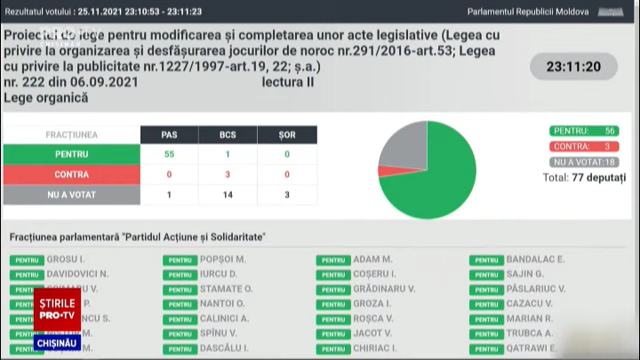 Rezultatul votului : 25.11.2021 23:10:53 - 23:11:23
Parlamentul Republicii Moldova
Proiectul de lege pentru modificarea și completarea unor acte legislative (Legea cu
privire la organizarea și desfășurarea jocurilor de noroc nr.291/2016-art.53; Legea
cu privire la publicitate nr.1227/1997-art.19, 22; ș.a.)
nr. 222 din 06.09.2021 lectura II
Lege organică
23:11:20
FRACȚIUNEA PAS BCS ȘOR
PENTRU 55 1 0
CONTRA 0 3 0
NU A VOTAT 1 14 3
PENTRU: 56
CONTRA: 3
NU A VOTAT: 18
Total: 77 deputați
Fracțiunea parlamentară "Partidul Acțiune și Solidaritate"
PENTRU GROSU I. PENTRU POPȘOI M. PENTRU ADAM M. PENTRU BANDALAC E.
PENTRU DAVIDOVICI N. PENTRU IURCU D. PENTRU COȘERU I. PENTRU SAJIN G.
PENTRU STAMATE O. PENTRU GRĂDINARU V. PENTRU PÂSLARIUC V.
P. PENTRU NANTOI O. PENTRU GROZA I. PENTRU CAZACU V.
PENTRU CALINICI A. PENTRU ROȘCA V. PENTRU MARIAN R.
PENTRU SPÎNU V. PENTRU JACOT V. PENTRU TRUBCA A.
PENTRU DASCĂLU I. PENTRU CHIRIAC I. PENTRU QATRAWI E.
ȘTIRILE
PRO•TV
CHIȘINĂU